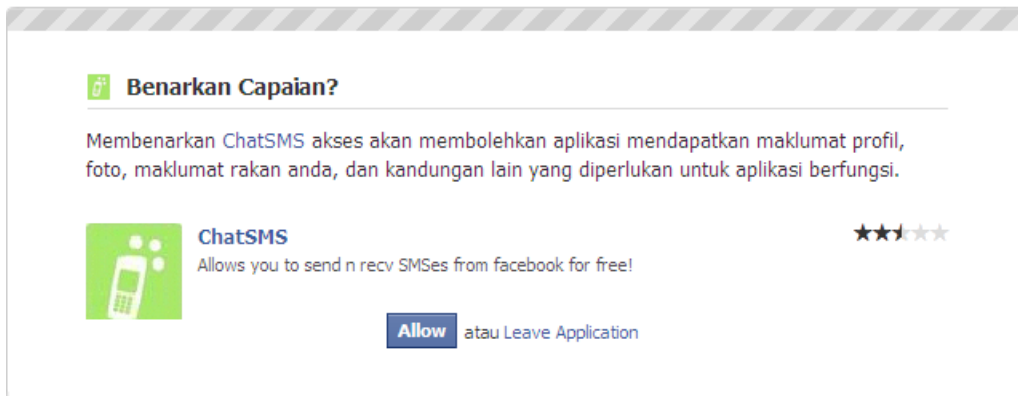 Benarkan Capaian?
Membenarkan ChatSMS akses akan membolehkan aplikasi mendapatkan maklumat profil,
foto, maklumat rakan anda, dan kandungan lain yang diperlukan untuk aplikasi berfungsi.
ChatSMS
Allows you to send n recv SMSes from facebook for free!
Allow atau Leave Application